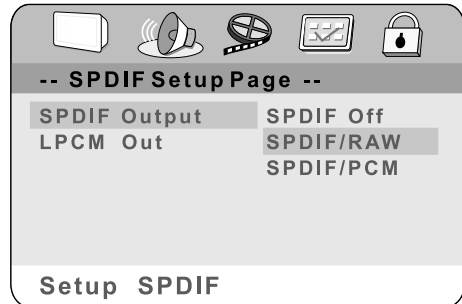 -- SPDIF Setup Page --
SPDIF Output SPDIF Off
LPCM Out SPDIF/RAW
SPDIF/PCM
Setup SPDIF